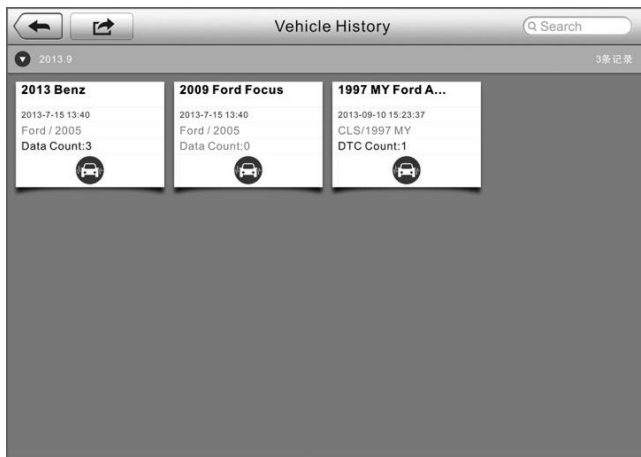 Vehicle History
Search
2013.9
3条记录
2013 Benz
2013-7-15 13:40
Ford / 2005
Data Count:3
2009 Ford Focus
2013-7-15 13:40
Ford / 2005
Data Count:0
1997 MY Ford A...
2013-09-10 15:23:37
CLS/1997 MY
DTC Count:1